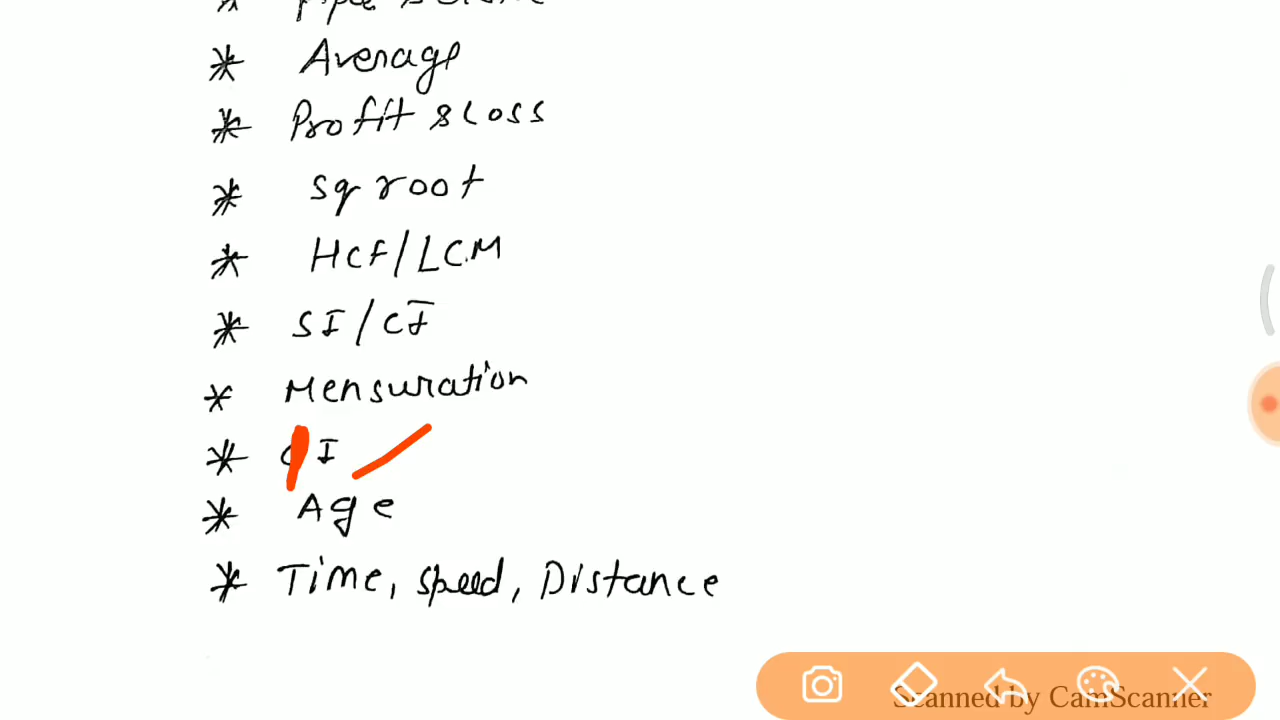 * Average
* Profit & Loss
* Sq root
* HCF/LCM
* SI/CI
* Mensuration
* I
* Age
* Time, Speed, Distance
Scanned by CamScanner